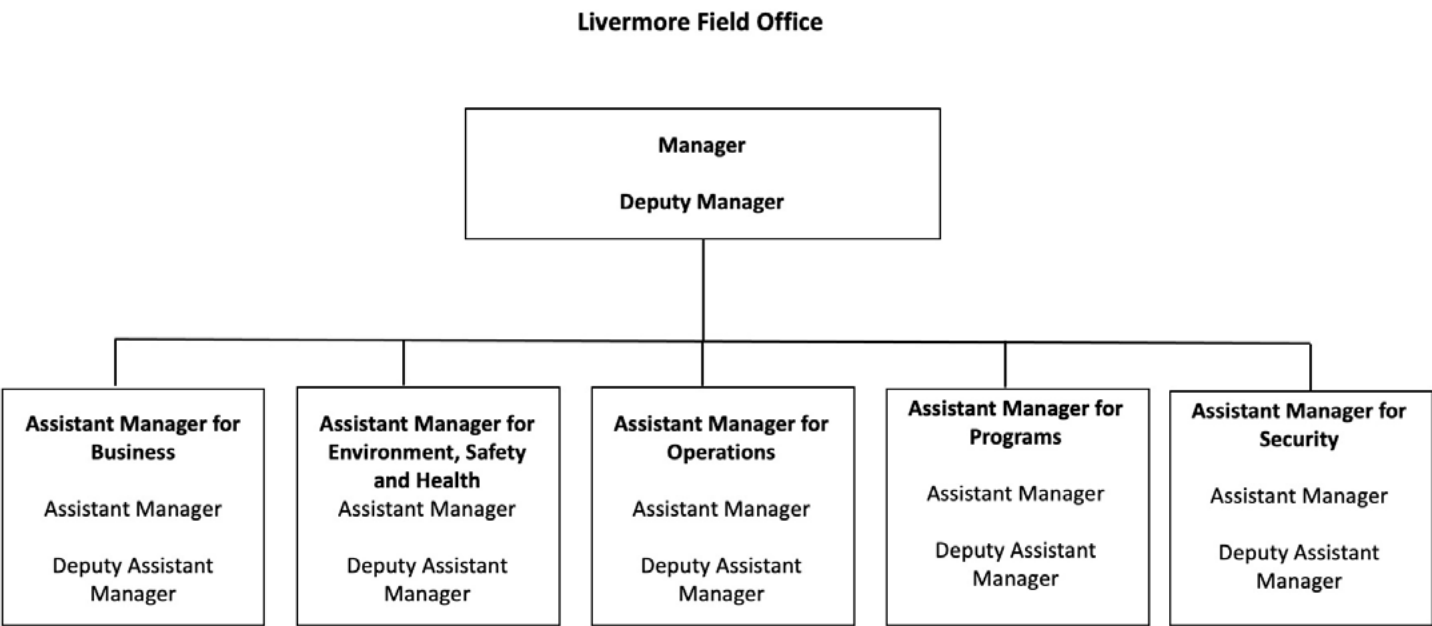 Livermore Field Office
Manager
Deputy Manager
Assistant Manager for
Business
Assistant Manager
Deputy Assistant
Manager
Assistant Manager for
Environment, Safety
and Health
Assistant Manager
Deputy Assistant
Manager
Assistant Manager for
Operations
Assistant Manager
Deputy Assistant
Manager
Assistant Manager for
Programs
Assistant Manager
Deputy Assistant
Manager
Assistant Manager for
Security
Assistant Manager
Deputy Assistant
Manager